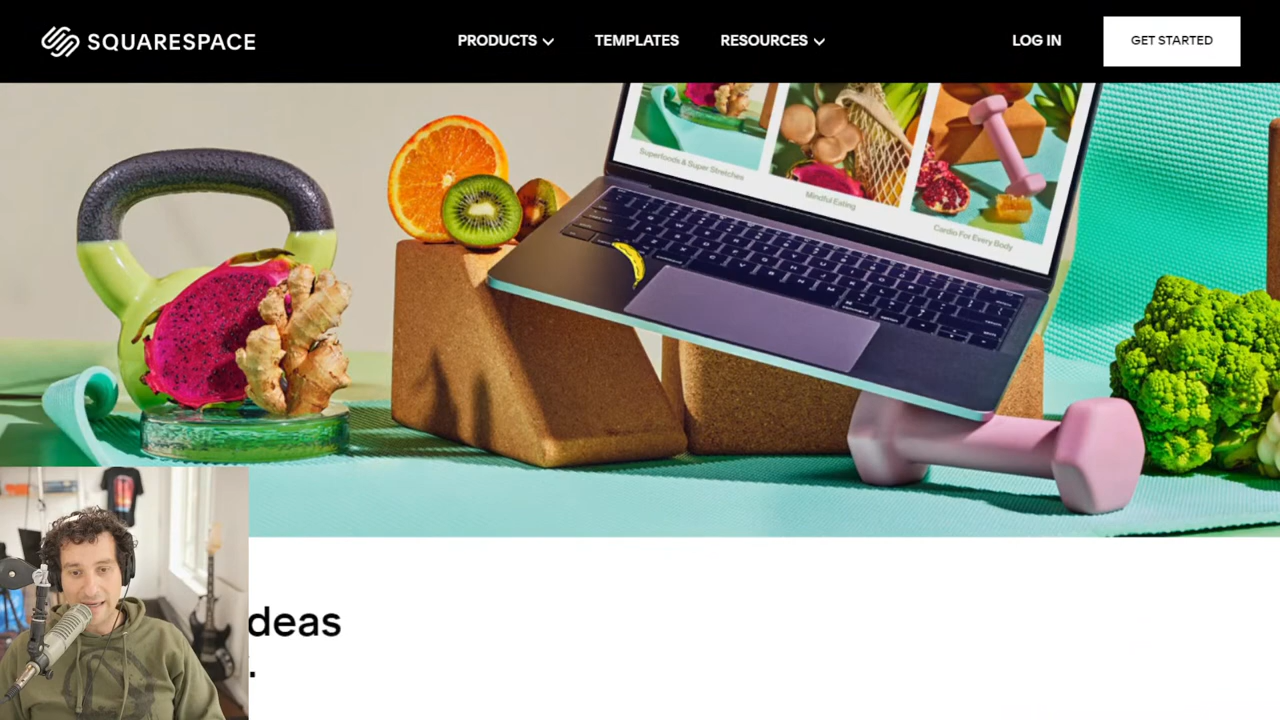 SQUARESPACE
PRODUCTS
TEMPLATES
RESOURCES
LOG IN
GET STARTED
Superfoods & Super Stretches
Mindful Eating
Cardio For Every Body
deas
.